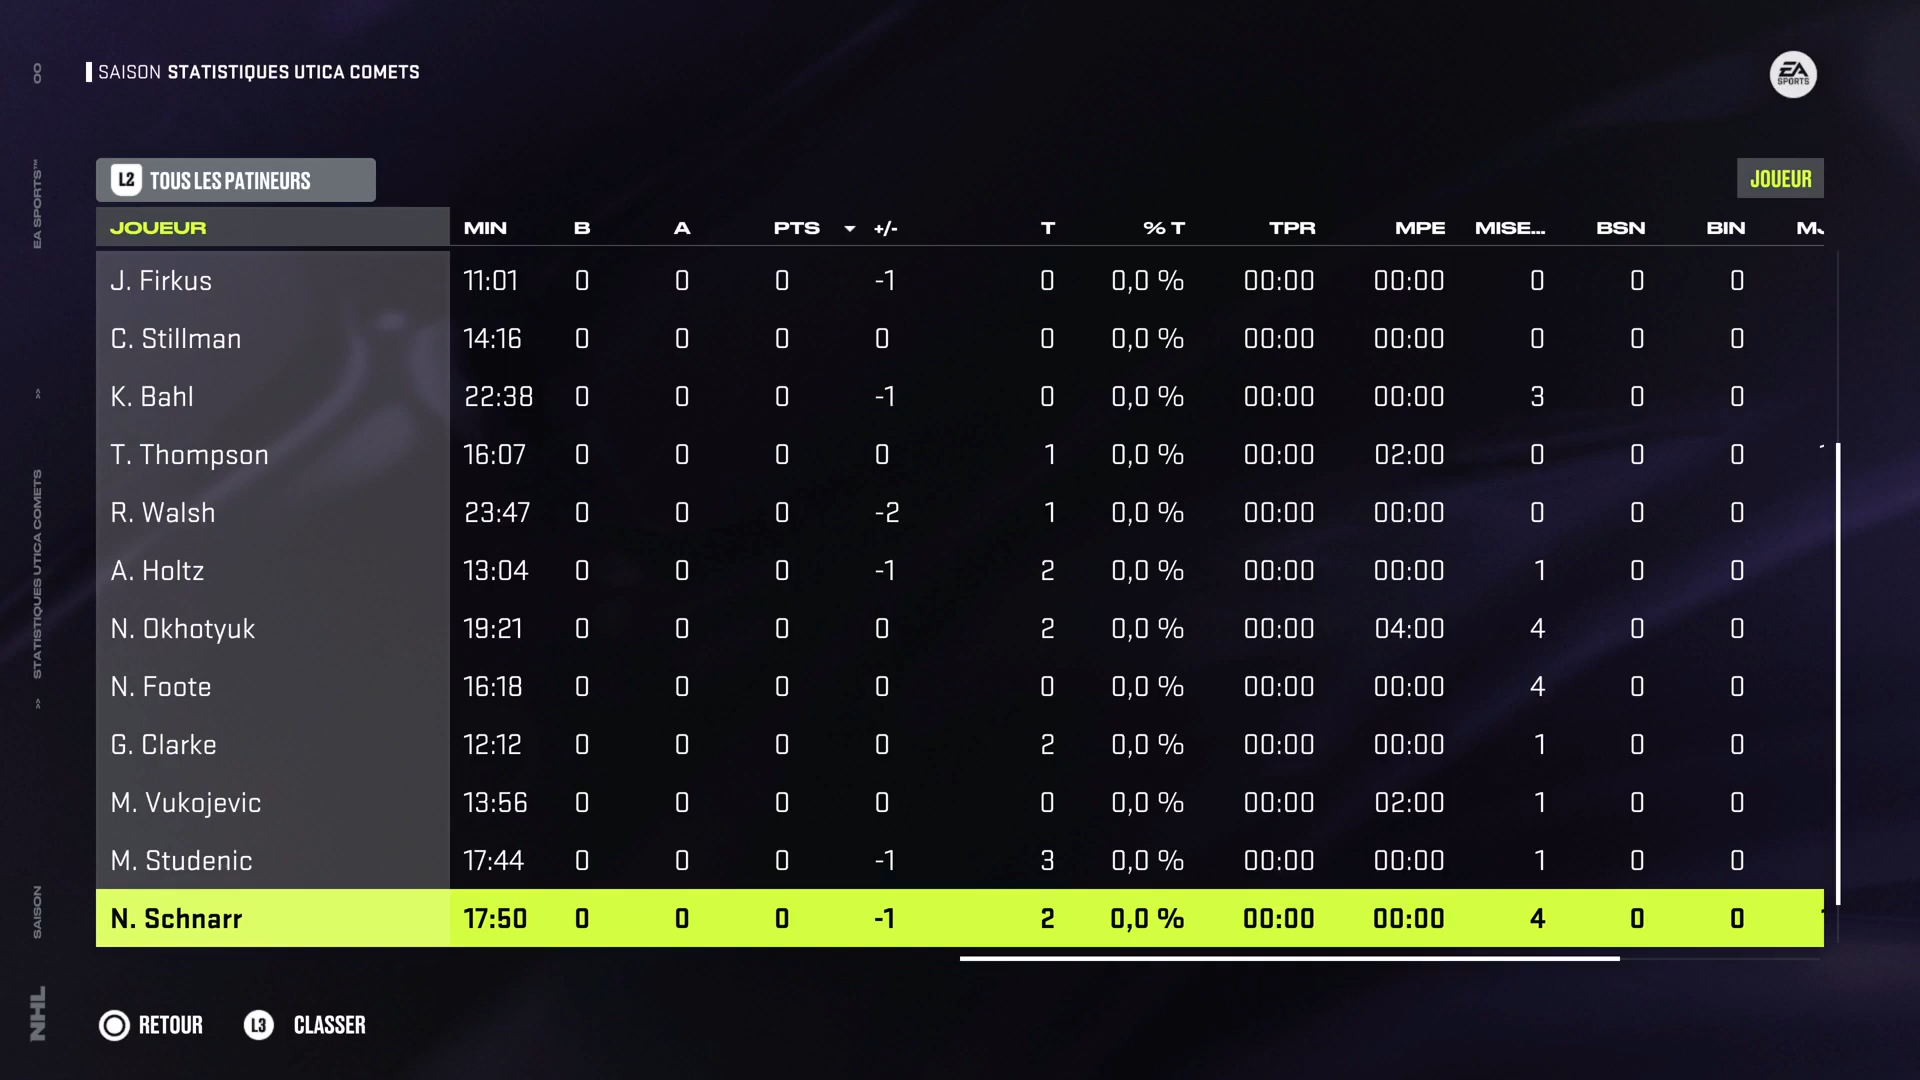 SAISON STATISTIQUES UTICA COMETS
EA SPORTS
L2 TOUS LES PATINEURS
JOUEUR
JOUEUR MIN B A PTS +/- T % T TPR MPE MISE... BSN BIN
J. Firkus 11:01 0 0 0 -1 0 0,0 % 00:00 00:00 0 0 0
C. Stillman 14:16 0 0 0 0 0 0,0 % 00:00 00:00 0 0 0
K. Bahl 22:38 0 0 0 -1 0 0,0 % 00:00 00:00 3 0 0
T. Thompson 16:07 0 0 0 0 1 0,0 % 00:00 02:00 0 0 0
R. Walsh 23:47 0 0 0 -2 1 0,0 % 00:00 00:00 0 0 0
A. Holtz 13:04 0 0 0 -1 2 0,0 % 00:00 00:00 1 0 0
N. Okhotyuk 19:21 0 0 0 0 2 0,0 % 00:00 04:00 4 0 0
N. Foote 16:18 0 0 0 0 0 0,0 % 00:00 00:00 4 0 0
G. Clarke 12:12 0 0 0 0 2 0,0 % 00:00 00:00 1 0 0
M. Vukojevic 13:56 0 0 0 0 0 0,0 % 00:00 02:00 1 0 0
M. Studenic 17:44 0 0 0 -1 3 0,0 % 00:00 00:00 1 0 0
N. Schnarr 17:50 0 0 0 -1 2 0,0 % 00:00 00:00 4 0 0
RETOUR L3 CLASSER
NHL SAISON >> STATISTIQUES UTICA COMETS >> EA SPORTS™